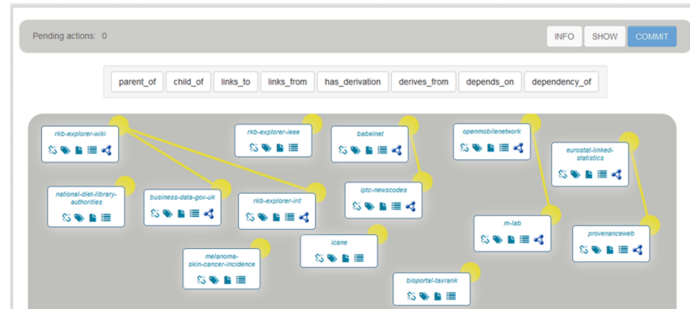 Pending actions: 0
INFO SHOW COMMIT
parent_of child_of links_to links_from has_derivation derives_from depends_on dependency_of
rkb-explorer-wiki
rkb-explorer-ieee
babelnet
openmobilenetwork
eurostat-linked-
statistics
national-diet-library-
authorities
business-data-gov-uk
rkb-explorer-irit
iptc-newscodes
m-lab
provenanceweb
melanoma-
skin-cancer-incidence
icane
bioportal-taxrank